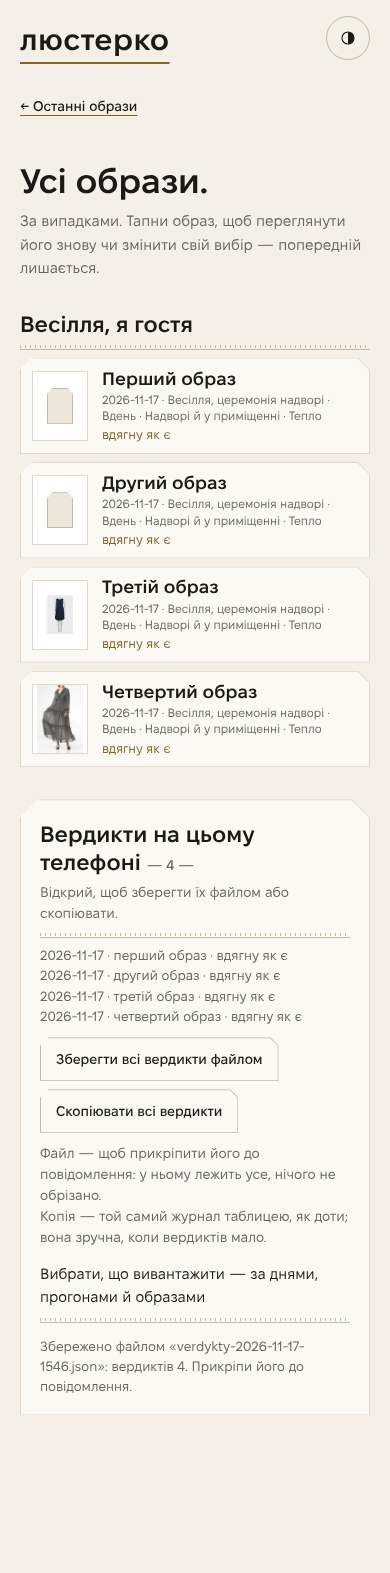 люстерко
← Останні образи
Усі образи.
За випадками. Тапни образ, щоб переглянути
його знову чи змінити свій вибір — попередній
лишається.
Весілля, я гостя
Перший образ
2026-11-17 · Весілля, церемонія надворі ·
Вдень · Надворі й у приміщенні · Тепло
вдягну як є
Другий образ
2026-11-17 · Весілля, церемонія надворі ·
Вдень · Надворі й у приміщенні · Тепло
вдягну як є
Третій образ
2026-11-17 · Весілля, церемонія надворі ·
Вдень · Надворі й у приміщенні · Тепло
вдягну як є
Четвертий образ
2026-11-17 · Весілля, церемонія надворі ·
Вдень · Надворі й у приміщенні · Тепло
вдягну як є
Вердикти на цьому
телефоні — 4 —
Відкрий, щоб зберегти їх файлом або
скопіювати.
2026-11-17 · перший образ · вдягну як є
2026-11-17 · другий образ · вдягну як є
2026-11-17 · третій образ · вдягну як є
2026-11-17 · четвертий образ · вдягну як є
Зберегти всі вердикти файлом
Скопіювати всі вердикти
Файл — щоб прикріпити його до
повідомлення: у ньому лежить усе, нічого не
обрізано.
Копія — той самий журнал таблицею, як доти;
вона зручна, коли вердиктів мало.
Вибрати, що вивантажити — за днями,
прогонами й образами
Збережено файлом «verdykty-2026-11-17-
1546.json»: вердиктів 4. Прикріпи його до
повідомлення.